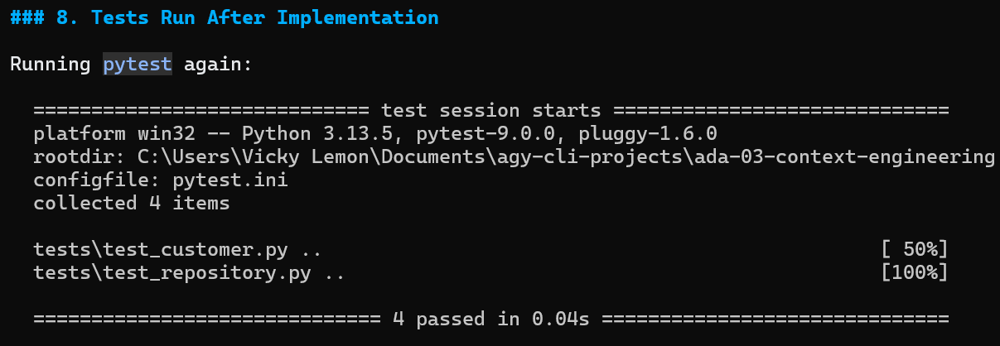 ### 8. Tests Run After Implementation
Running pytest again:
============================= test session starts =============================
platform win32 -- Python 3.13.5, pytest-9.0.0, pluggy-1.6.0
rootdir: C:\Users\Vicky Lemon\Documents\agy-cli-projects\ada-03-context-engineering
configfile: pytest.ini
collected 4 items
tests\test_customer.py .. [ 50%]
tests\test_repository.py .. [100%]
============================== 4 passed in 0.04s ==============================